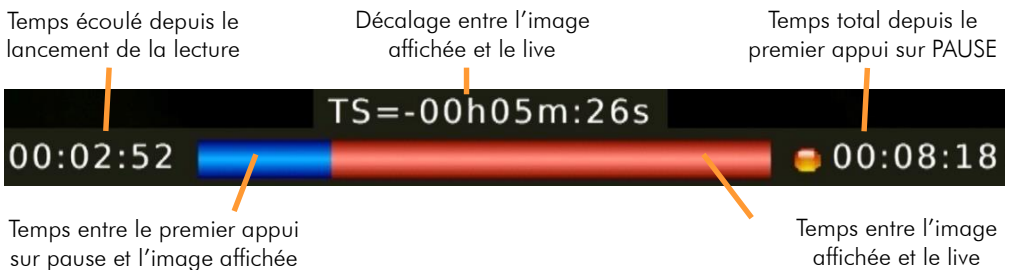 Temps écoulé depuis le
lancement de la lecture
Décalage entre l'image
affichée et le live
Temps total depuis le
premier appui sur PAUSE
TS=-00h05m:26s
00:02:52
00:08:18
Temps entre le premier appui
sur pause et l'image affichée
Temps entre l'image
affichée et le live